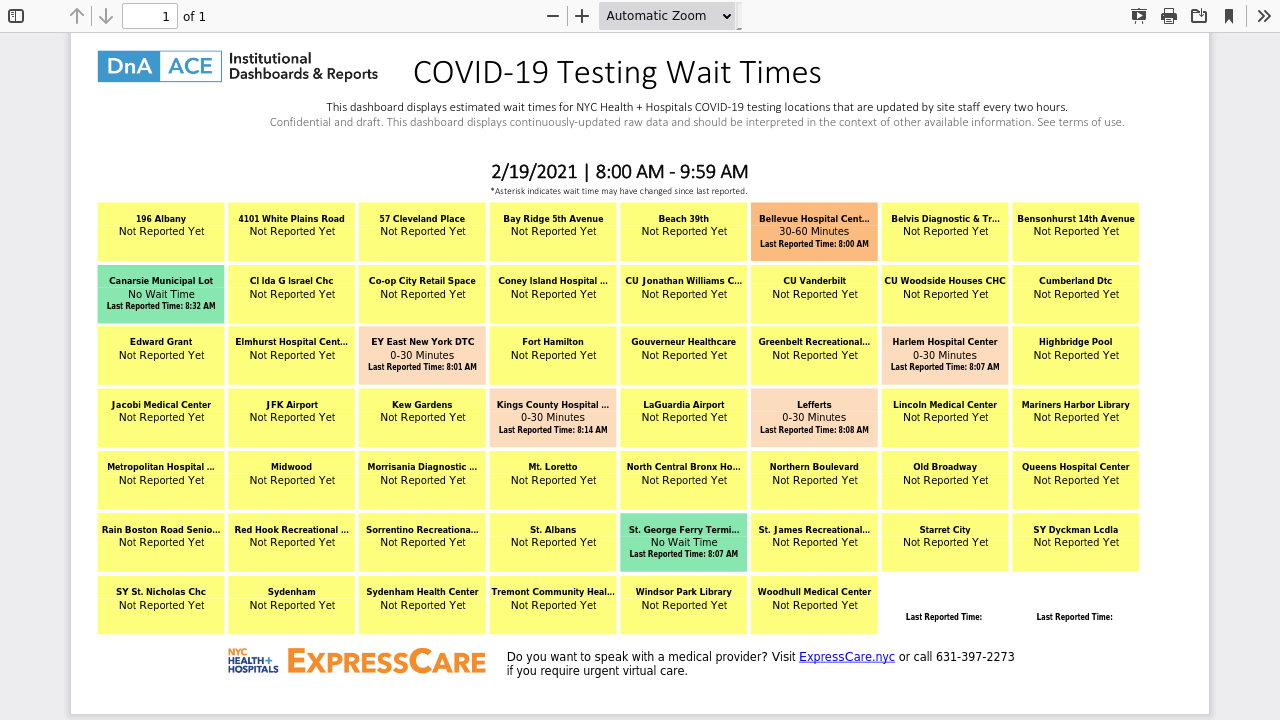 1 of 1 Automatic Zoom
DnA ACE Institutional
Dashboards & Reports
COVID-19 Testing Wait Times
This dashboard displays estimated wait times for NYC Health + Hospitals COVID-19 testing locations that are updated by site staff every two hours.
Confidential and draft. This dashboard displays continuously-updated raw data and should be interpreted in the context of other available information. See terms of use.
2/19/2021 | 8:00 AM - 9:59 AM
*Asterisk indicates wait time may have changed since last reported.
196 Albany
Not Reported Yet
4101 White Plains Road
Not Reported Yet
57 Cleveland Place
Not Reported Yet
Bay Ridge 5th Avenue
Not Reported Yet
Beach 39th
Not Reported Yet
Bellevue Hospital Cent...
30-60 Minutes
Last Reported Time: 8:00 AM
Belvis Diagnostic & Tr...
Not Reported Yet
Bensonhurst 14th Avenue
Not Reported Yet
Canarsie Municipal Lot
No Wait Time
Last Reported Time: 8:32 AM
Cl Ida G Israel Chc
Not Reported Yet
Co-op City Retail Space
Not Reported Yet
Coney Island Hospital ...
Not Reported Yet
CU Jonathan Williams C...
Not Reported Yet
CU Vanderbilt
Not Reported Yet
CU Woodside Houses CHC
Not Reported Yet
Cumberland Dtc
Not Reported Yet
Edward Grant
Not Reported Yet
Elmhurst Hospital Cent...
Not Reported Yet
EY East New York DTC
0-30 Minutes
Last Reported Time: 8:01 AM
Fort Hamilton
Not Reported Yet
Gouverneur Healthcare
Not Reported Yet
Greenbelt Recreational...
Not Reported Yet
Harlem Hospital Center
0-30 Minutes
Last Reported Time: 8:07 AM
Highbridge Pool
Not Reported Yet
Jacobi Medical Center
Not Reported Yet
JFK Airport
Not Reported Yet
Kew Gardens
Not Reported Yet
Kings County Hospital ...
0-30 Minutes
Last Reported Time: 8:14 AM
LaGuardia Airport
Not Reported Yet
Lefferts
0-30 Minutes
Last Reported Time: 8:08 AM
Lincoln Medical Center
Not Reported Yet
Mariners Harbor Library
Not Reported Yet
Metropolitan Hospital ...
Not Reported Yet
Midwood
Not Reported Yet
Morrisania Diagnostic ...
Not Reported Yet
Mt. Loretto
Not Reported Yet
North Central Bronx Ho...
Not Reported Yet
Northern Boulevard
Not Reported Yet
Old Broadway
Not Reported Yet
Queens Hospital Center
Not Reported Yet
Rain Boston Road Senio...
Not Reported Yet
Red Hook Recreational ...
Not Reported Yet
Sorrentino Recreationa...
Not Reported Yet
St. Albans
Not Reported Yet
St. George Ferry Termi...
No Wait Time
Last Reported Time: 8:07 AM
St. James Recreational...
Not Reported Yet
Starret City
Not Reported Yet
SY Dyckman Lcdla
Not Reported Yet
SY St. Nicholas Chc
Not Reported Yet
Sydenham
Not Reported Yet
Sydenham Health Center
Not Reported Yet
Tremont Community Heal...
Not Reported Yet
Windsor Park Library
Not Reported Yet
Woodhull Medical Center
Not Reported Yet
Last Reported Time:
Last Reported Time:
NYC
HEALTH+
HOSPITALS
EXPRESSCARE
Do you want to speak with a medical provider? Visit ExpressCare.nyc or call 631-397-2273
if you require urgent virtual care.